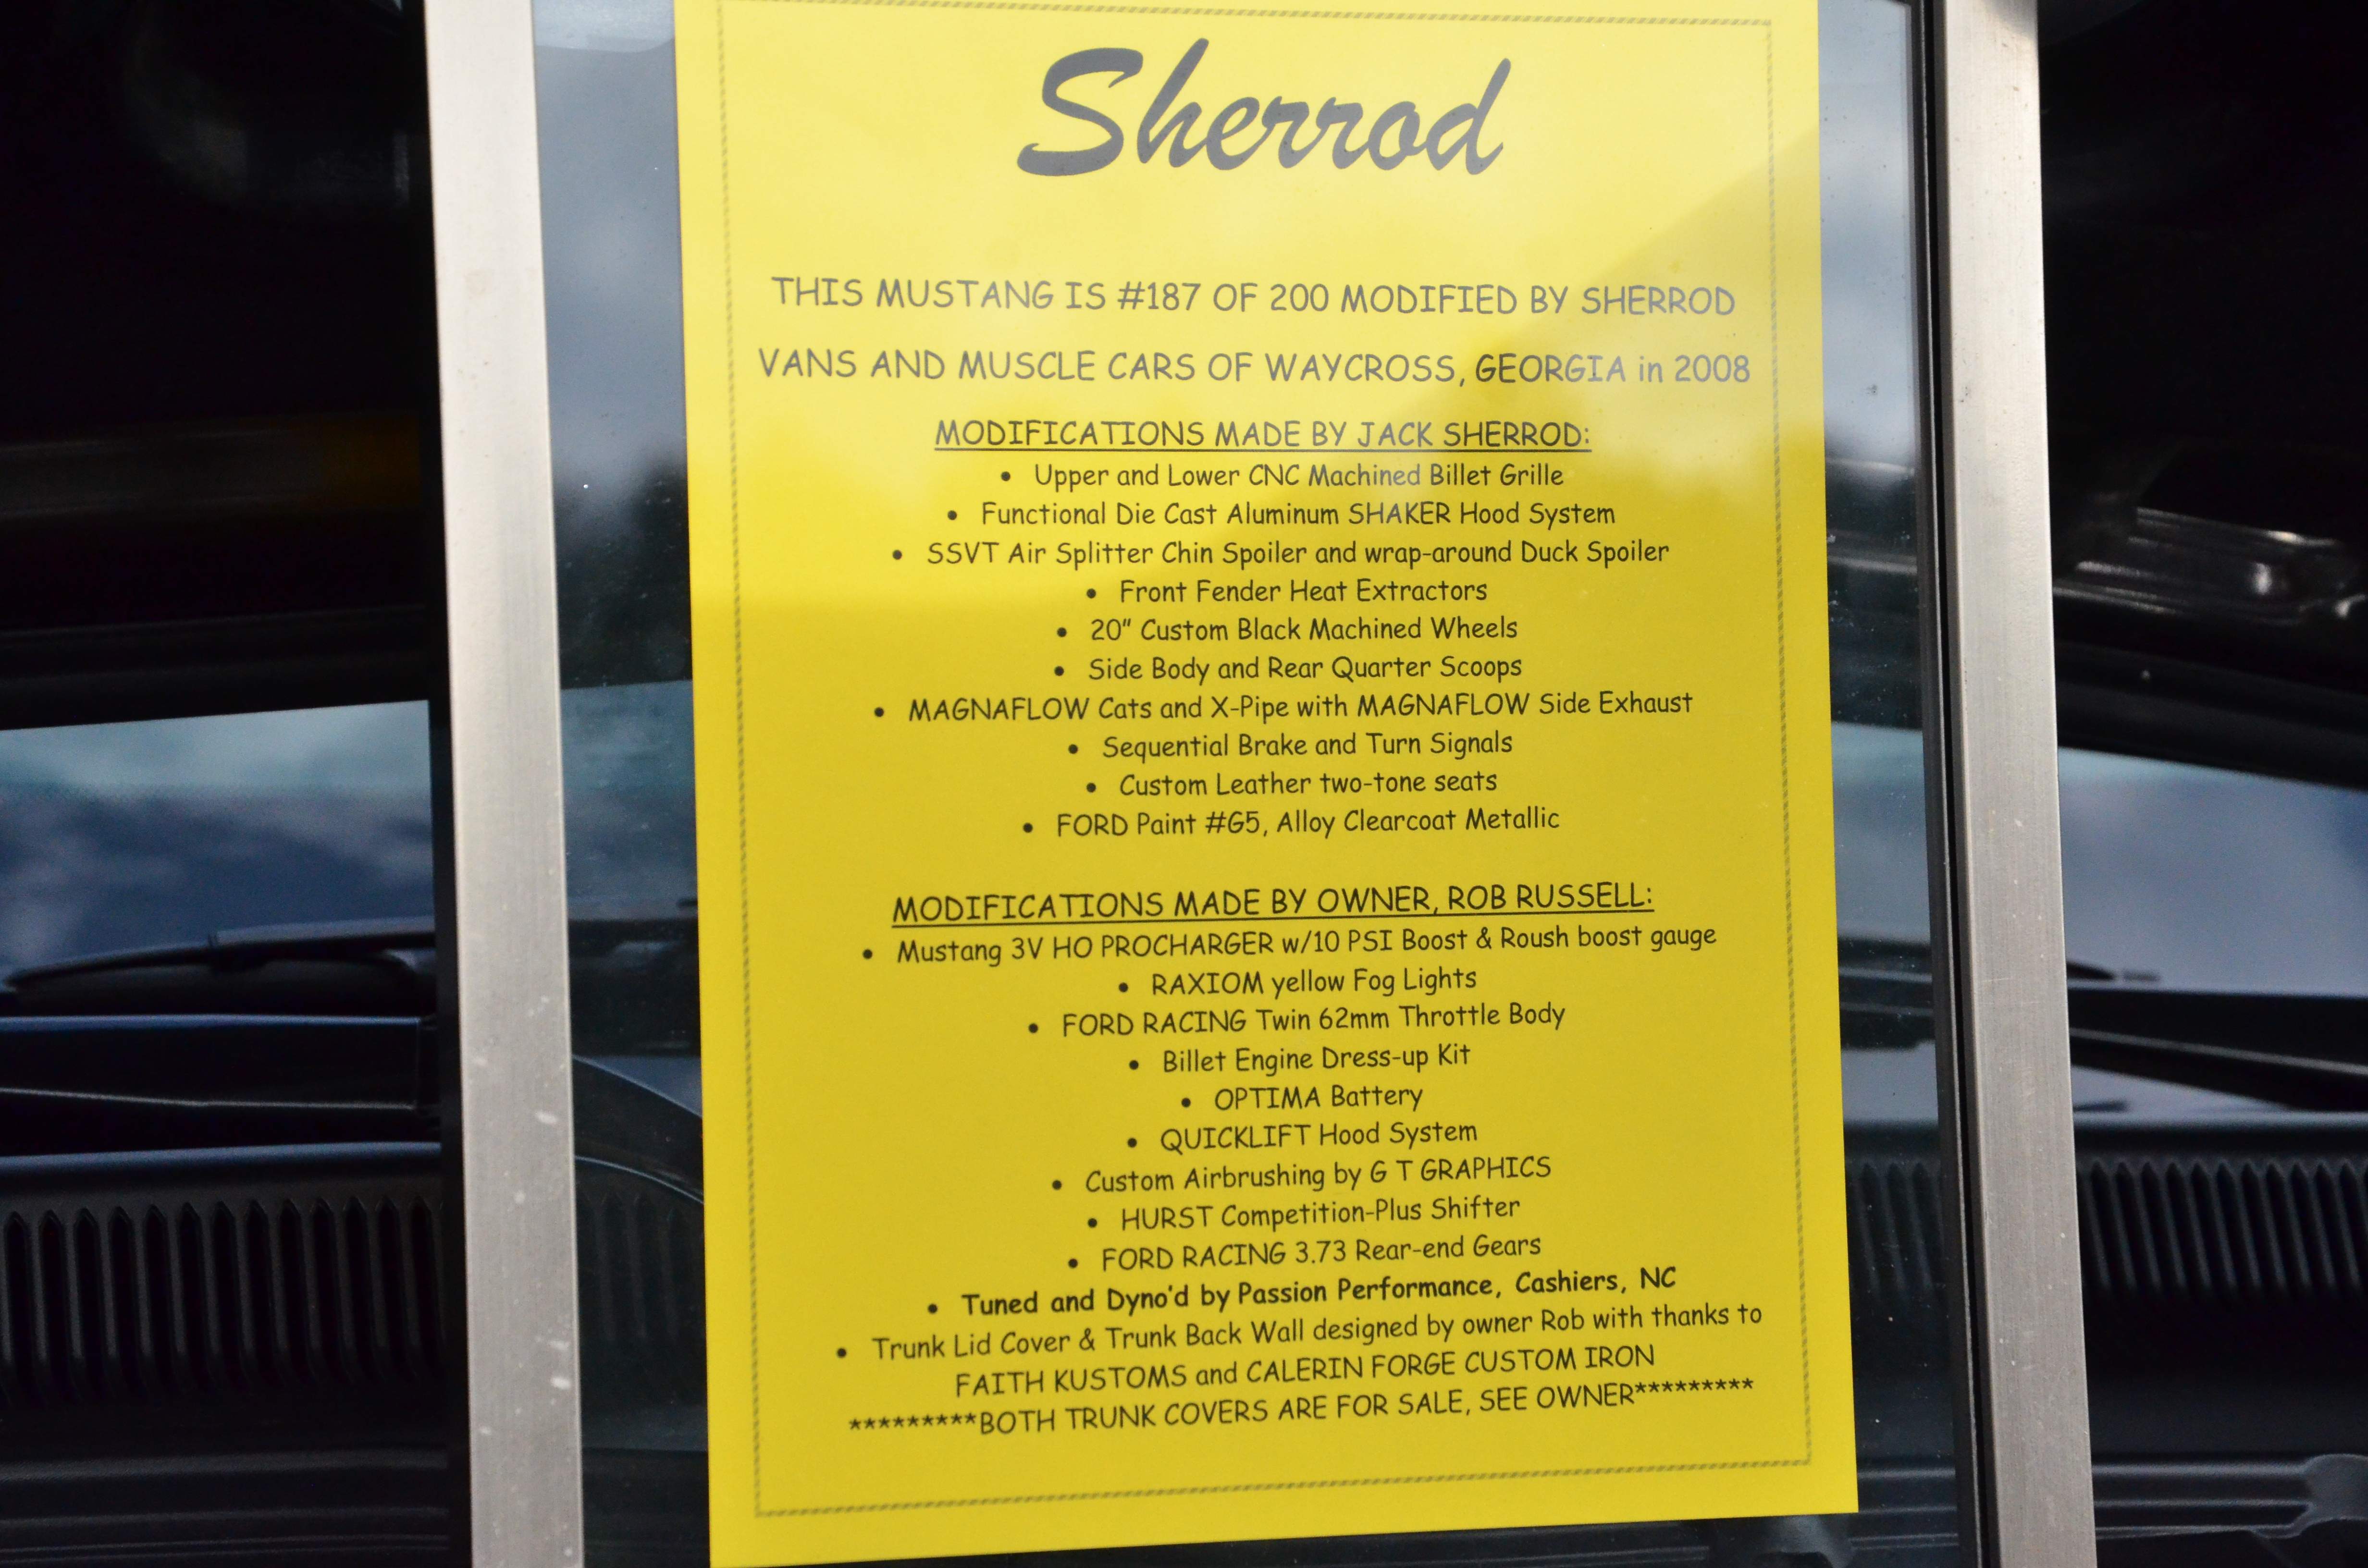 Sherrod
THIS MUSTANG IS #187 OF 200 MODIFIED BY SHERROD
VANS AND MUSCLE CARS OF WAYCROSS, GEORGIA in 2008
MODIFICATIONS MADE BY JACK SHERROD:
• Upper and Lower CNC Machined Billet Grille
• Functional Die Cast Aluminum SHAKER Hood System
• SSVT Air Splitter Chin Spoiler and wrap-around Duck Spoiler
• Front Fender Heat Extractors
• 20" Custom Black Machined Wheels
• Side Body and Rear Quarter Scoops
• MAGNAFLOW Cats and X-Pipe with MAGNAFLOW Side Exhaust
• Sequential Brake and Turn Signals
• Custom Leather two-tone seats
• FORD Paint #G5, Alloy Clearcoat Metallic
MODIFICATIONS MADE BY OWNER, ROB RUSSELL:
• Mustang 3V HO PROCHARGER w/10 PSI Boost & Roush boost gauge
• RAXIOM yellow Fog Lights
• FORD RACING Twin 62mm Throttle Body
• Billet Engine Dress-up Kit
• OPTIMA Battery
• QUICKLIFT Hood System
• Custom Airbrushing by G T GRAPHICS
• HURST Competition-Plus Shifter
• FORD RACING 3.73 Rear-end Gears
• Tuned and Dyno'd by Passion Performance, Cashiers, NC
• Trunk Lid Cover & Trunk Back Wall designed by owner Rob with thanks to
FAITH KUSTOMS and CALERIN FORGE CUSTOM IRON
*********BOTH TRUNK COVERS ARE FOR SALE, SEE OWNER*********